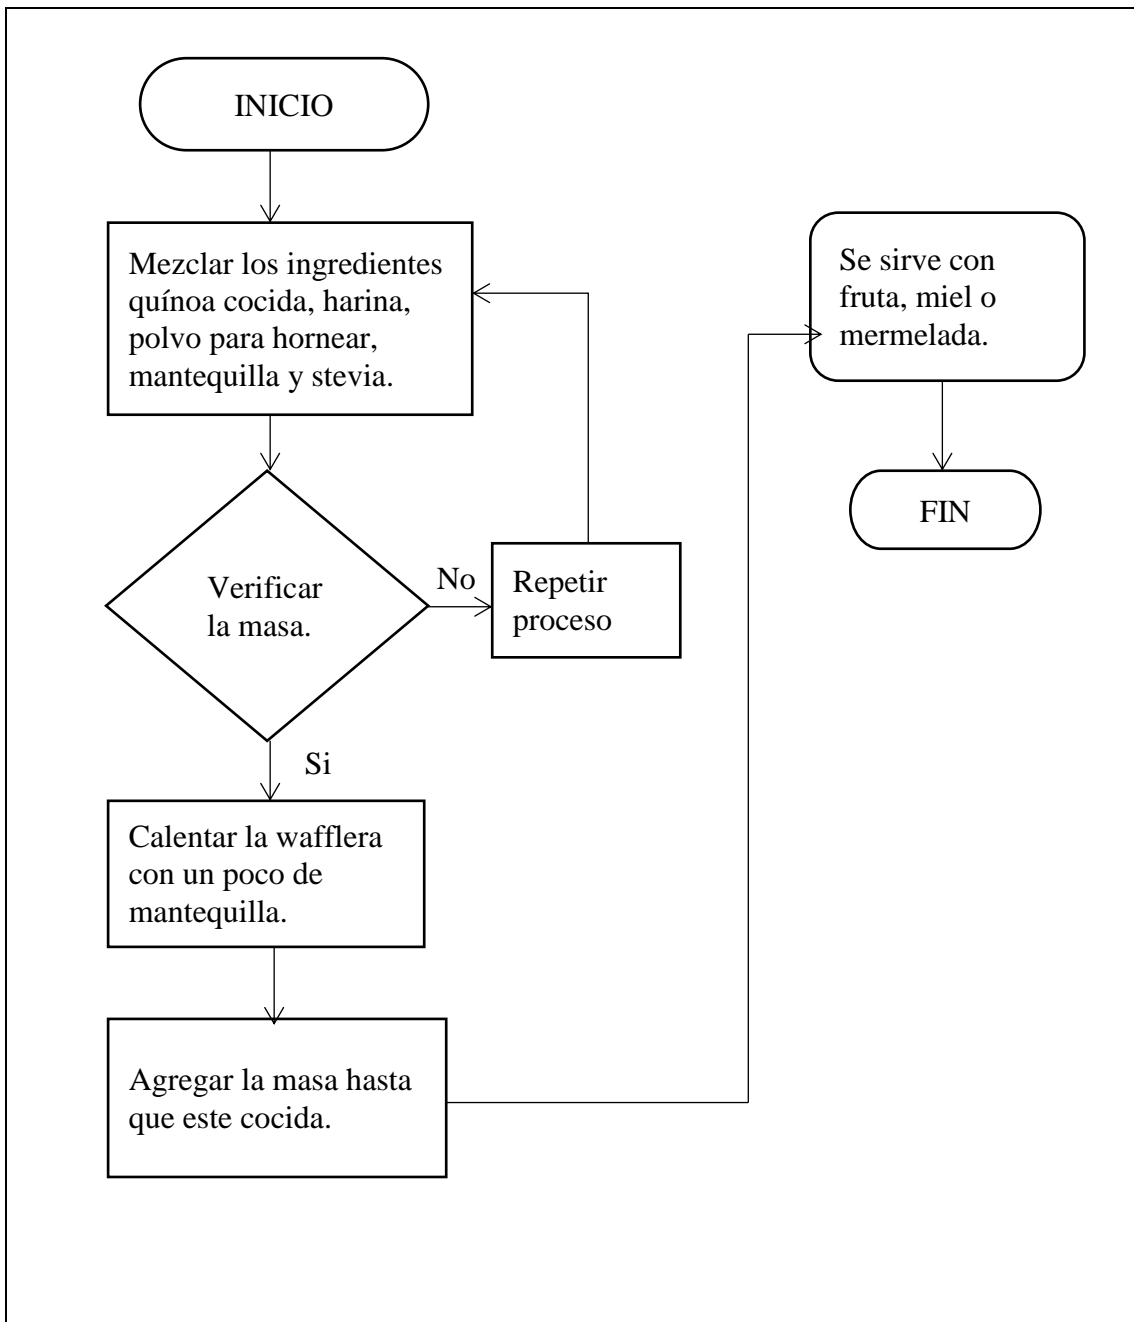 INICIO
Mezclar los ingredientes
quínoa cocida, harina,
polvo para hornear,
mantequilla y stevia.
Verificar
la masa.
No
Repetir
proceso
Si
Calentar la wafflera
con un poco de
mantequilla.
Agregar la masa hasta
que este cocida.
Se sirve con
fruta, miel o
mermelada.
FIN